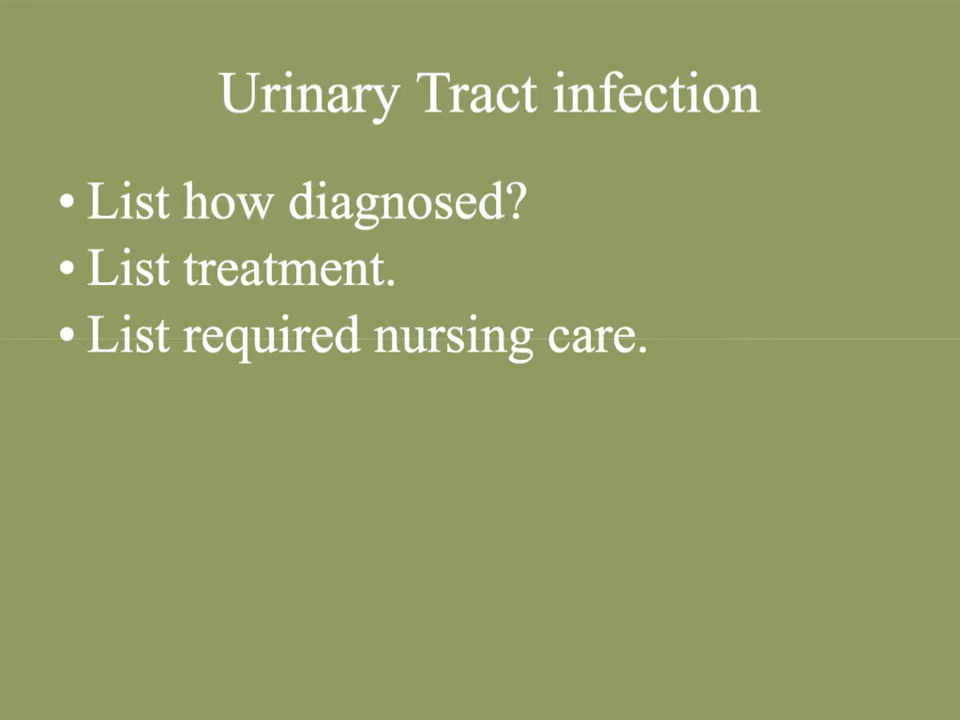 Urinary Tract infection
• List how diagnosed?
• List treatment.
• List required nursing care.